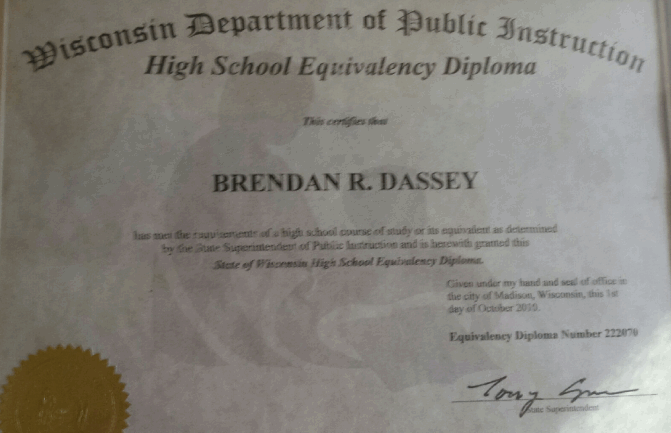 Wisconsin Department of Public Instruction
High School Equivalency Diploma
This certifies that
BRENDAN R. DASSEY
has met the requirements of a high school course of study or its equivalent as determined
by the State Superintendent of Public Instruction and is herewith granted this
State of Wisconsin High School Equivalency Diploma.
Given under my hand and seal of office in
the city of Madison, Wisconsin, this 1st
day of October
Equivalency Diploma Number 222070
Tony
State Superintendent